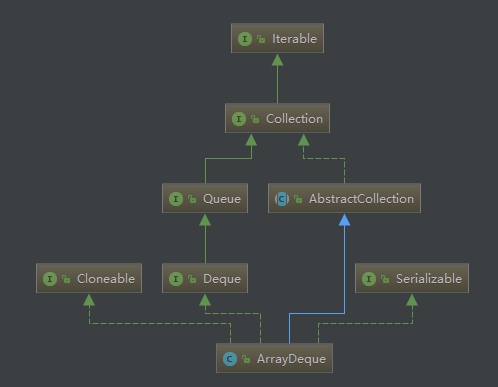 I Iterable
I Collection
I Queue
C AbstractCollection
I Cloneable
I Deque
I Serializable
C ArrayDeque